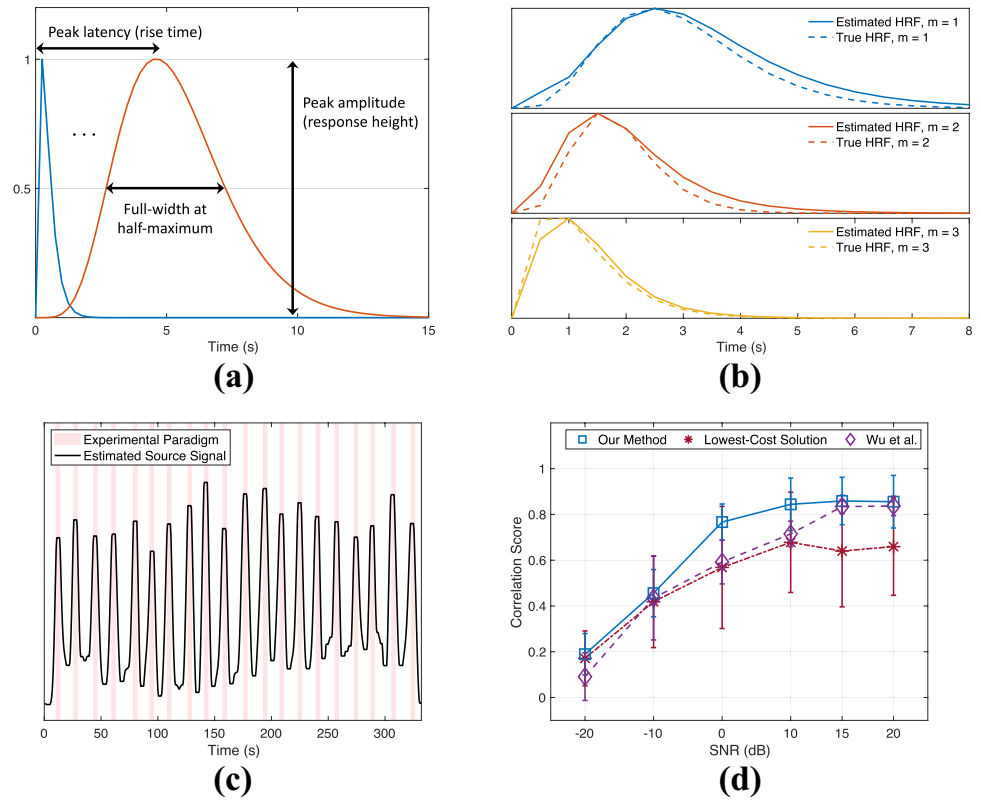 Peak latency (rise time)
1
Peak amplitude
(response height)
. . .
0.5
Full-width at
half-maximum
0 5 10 15
Time (s)
(a)
Estimated HRF, m = 1
True HRF, m = 1
Estimated HRF, m = 2
True HRF, m = 2
Estimated HRF, m = 3
True HRF, m = 3
0 1 2 3 4 5 6 7 8
Time (s)
(b)
Experimental Paradigm
Estimated Source Signal
0 50 100 150 200 250 300
Time (s)
(c)
Our Method Lowest-Cost Solution Wu et al.
1
0.8
0.6
0.4
0.2
0
Correlation Score
-20 -10 0 10 15 20
SNR (dB)
(d)